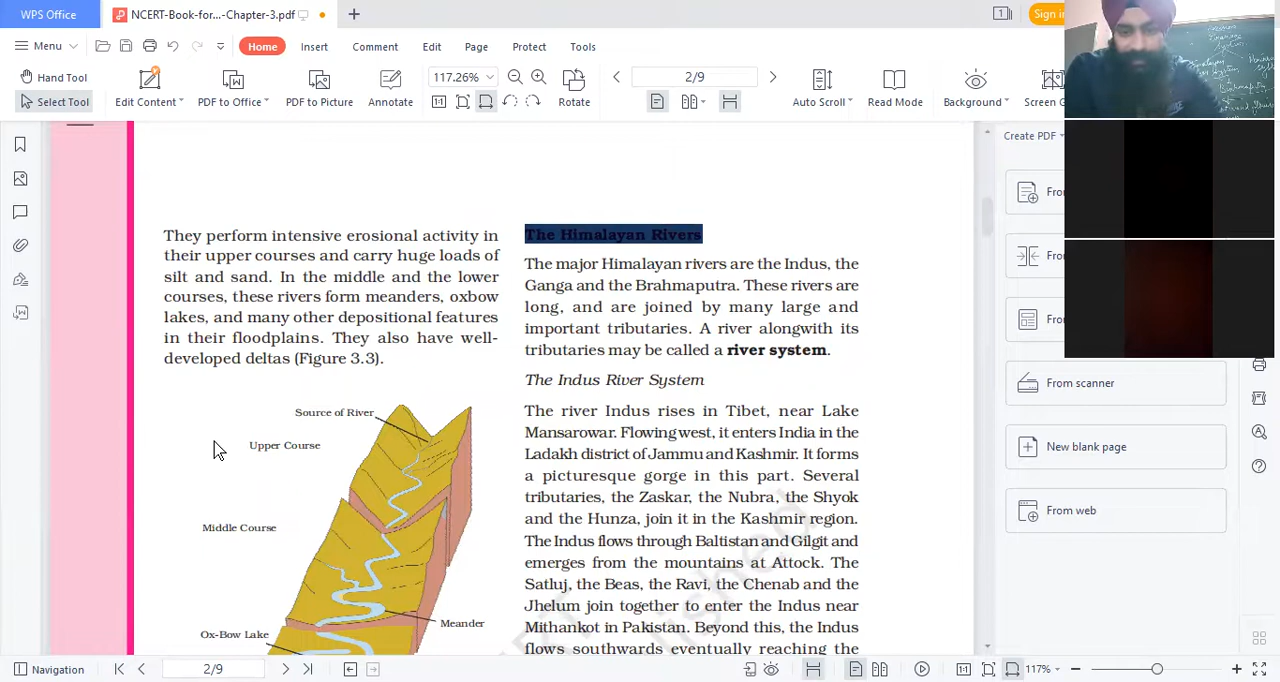 WPS Office
NCERT-Book-for...-Chapter-3.pdf
1
Sign in
Menu
Home
Insert
Comment
Edit
Page
Protect
Tools
Hand Tool
Select Tool
Edit Content
PDF to Office
PDF to Picture
Annotate
117.26%
1:1
2/9
Rotate
Auto Scroll
Read Mode
Background
Screen G
They perform intensive erosional activity in
their upper courses and carry huge loads of
silt and sand. In the middle and the lower
courses, these rivers form meanders, oxbow
lakes, and many other depositional features
in their floodplains. They also have well-
developed deltas (Figure 3.3).
Source of River
Upper Course
Middle Course
Ox-Bow Lake
Meander
The Himalayan Rivers
The major Himalayan rivers are the Indus, the
Ganga and the Brahmaputra. These rivers are
long, and are joined by many large and
important tributaries. A river alongwith its
tributaries may be called a river system.
The Indus River System
The river Indus rises in Tibet, near Lake
Mansarowar. Flowing west, it enters India in the
Ladakh district of Jammu and Kashmir. It forms
a picturesque gorge in this part. Several
tributaries, the Zaskar, the Nubra, the Shyok
and the Hunza, join it in the Kashmir region.
The Indus flows through Baltistan and Gilgit and
emerges from the mountains at Attock. The
Satluj, the Beas, the Ravi, the Chenab and the
Jhelum join together to enter the Indus near
Mithankot in Pakistan. Beyond this, the Indus
flows southwards eventually reaching the
Create PDF
Fro
Fro
Fro
From scanner
New blank page
From web
Navigation
2/9
1:1
117%